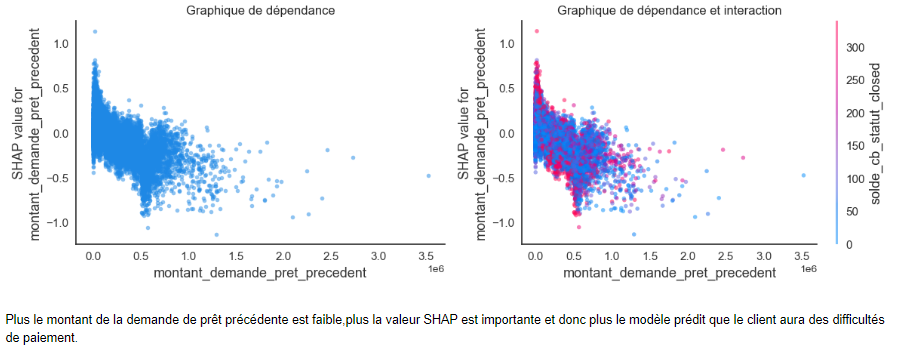 Graphique de dépendance
1.0
0.5
0.0
−0.5
−1.0
SHAP value for
montant_demande_pret_precedent
0.0 0.5 1.0 1.5 2.0 2.5 3.0 3.5
1e6
montant_demande_pret_precedent
Graphique de dépendance et interaction
1.0
0.5
0.0
−0.5
−1.0
SHAP value for
montant_demande_pret_precedent
0.0 0.5 1.0 1.5 2.0 2.5 3.0 3.5
1e6
montant_demande_pret_precedent
300
250
200
150
100
50
0
solde_cb_statut_closed
Plus le montant de la demande de prêt précédente est faible,plus la valeur SHAP est importante et donc plus le modèle prédit que le client aura des difficultés
de paiement.